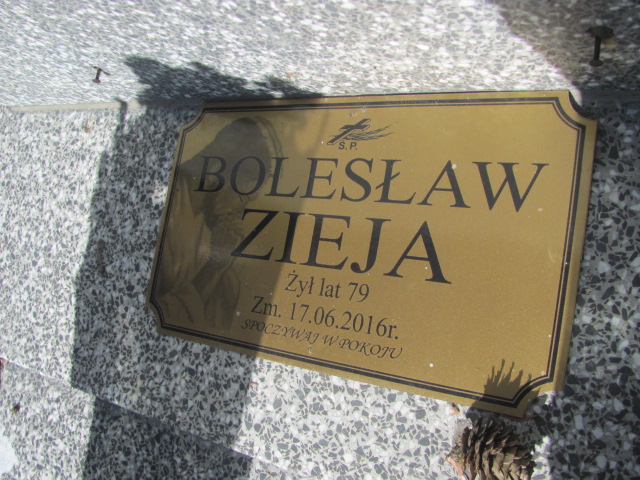 S.P.
BOLESŁAW
ZIEJA
Żył lat 79
Zm. 17.06.2016r.
SPOCZYWAJ W POKOJU